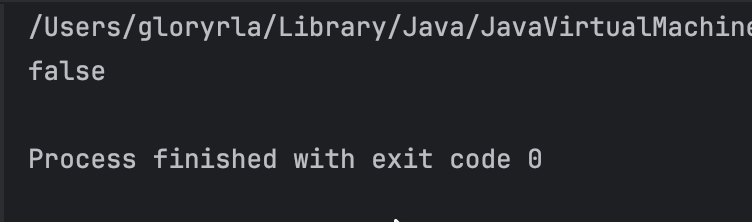 /Users/gloryrla/Library/Java/JavaVirtualMachine
false
Process finished with exit code 0